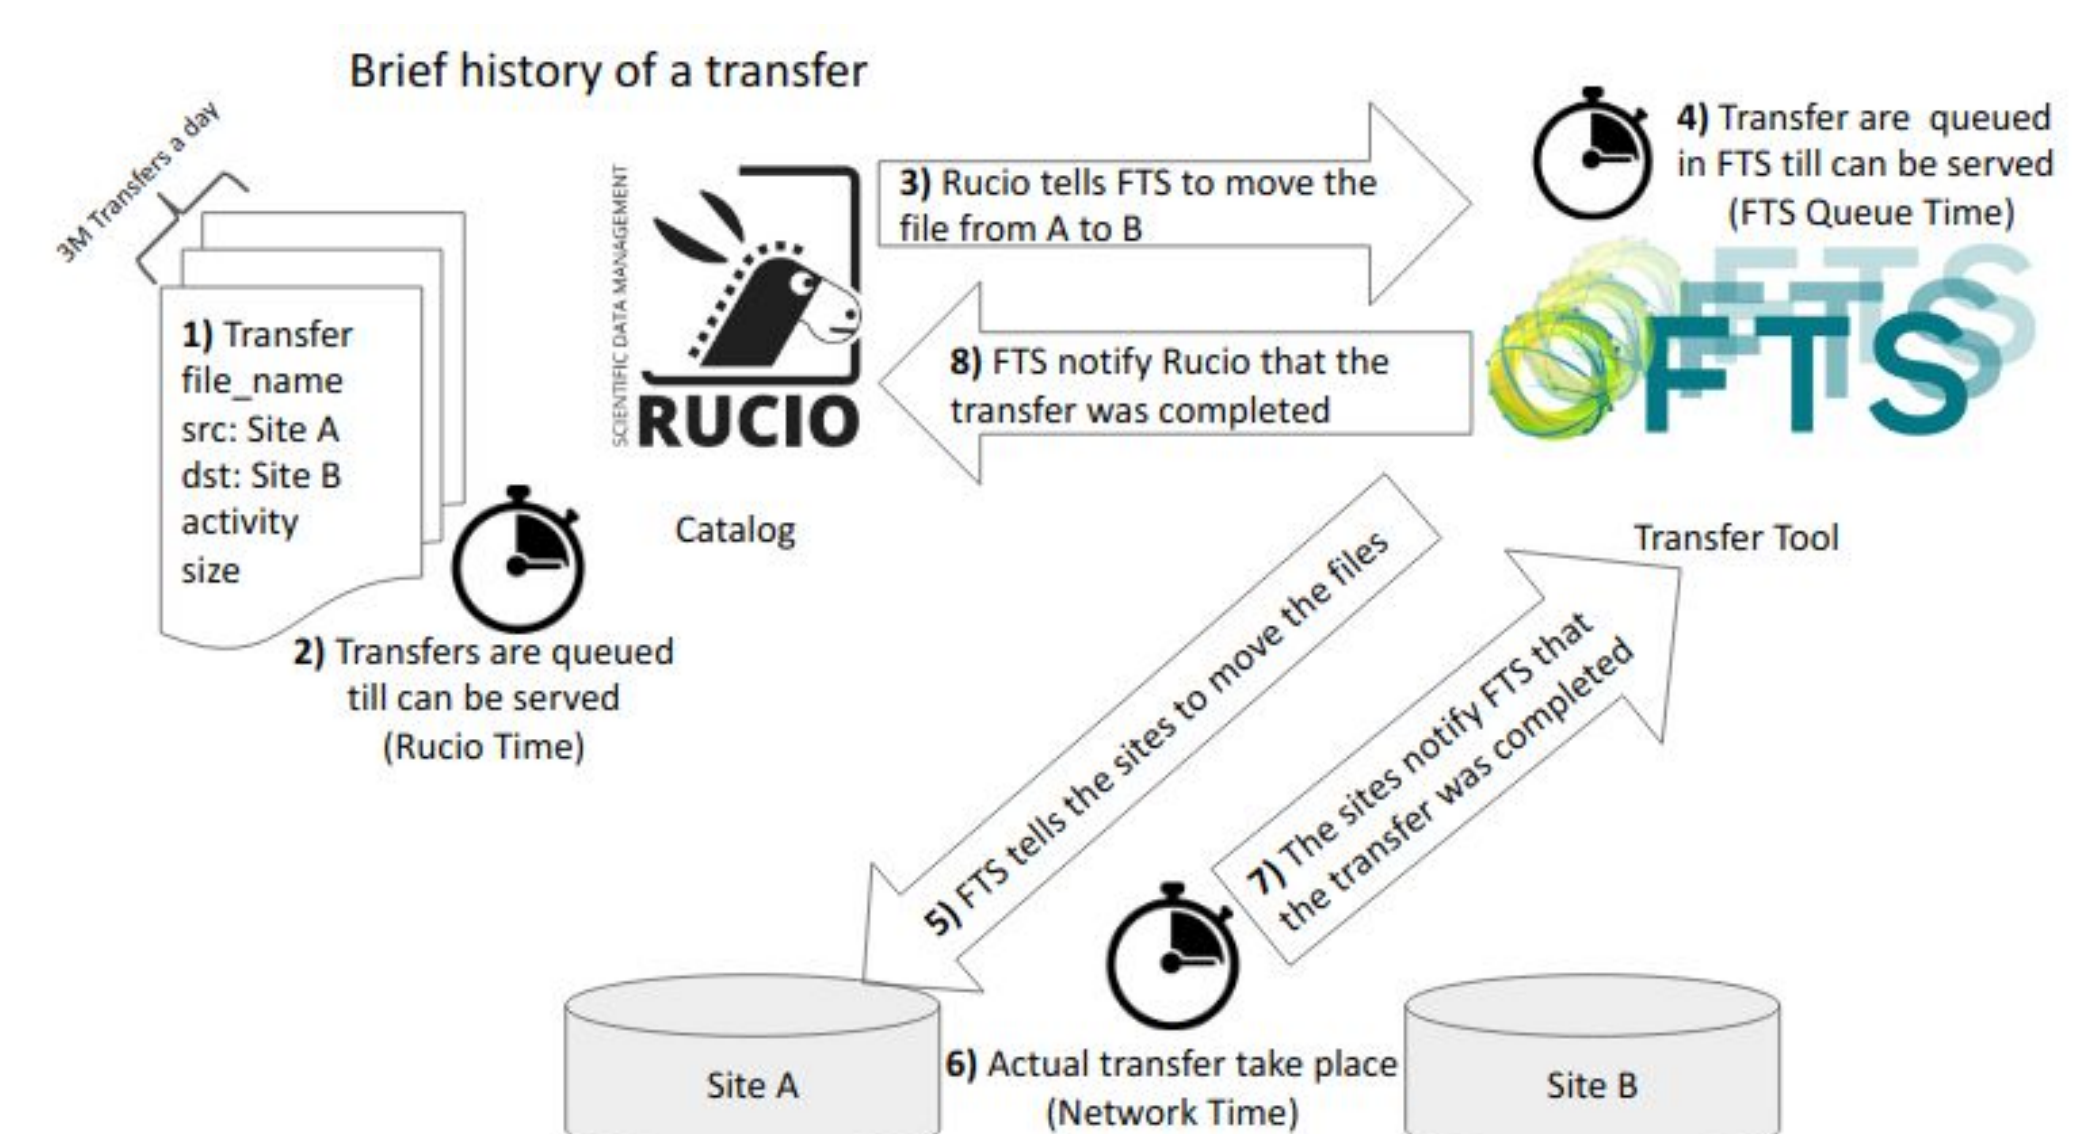 Brief history of a transfer
3M Transfers a day
1) Transfer
file_name
src: Site A
dst: Site B
activity
size
2) Transfers are queued
till can be served
(Rucio Time)
SCIENTIFIC DATA MANAGEMENT
RUCIO
Catalog
3) Rucio tells FTS to move the
file from A to B
4) Transfer are queued
in FTS till can be served
(FTS Queue Time)
FTS
FTS
FTS
Transfer Tool
8) FTS notify Rucio that the
transfer was completed
5) FTS tells the sites to move the files
7) The sites notify FTS that
the transfer was completed
6) Actual transfer take place
(Network Time)
Site A
Site B